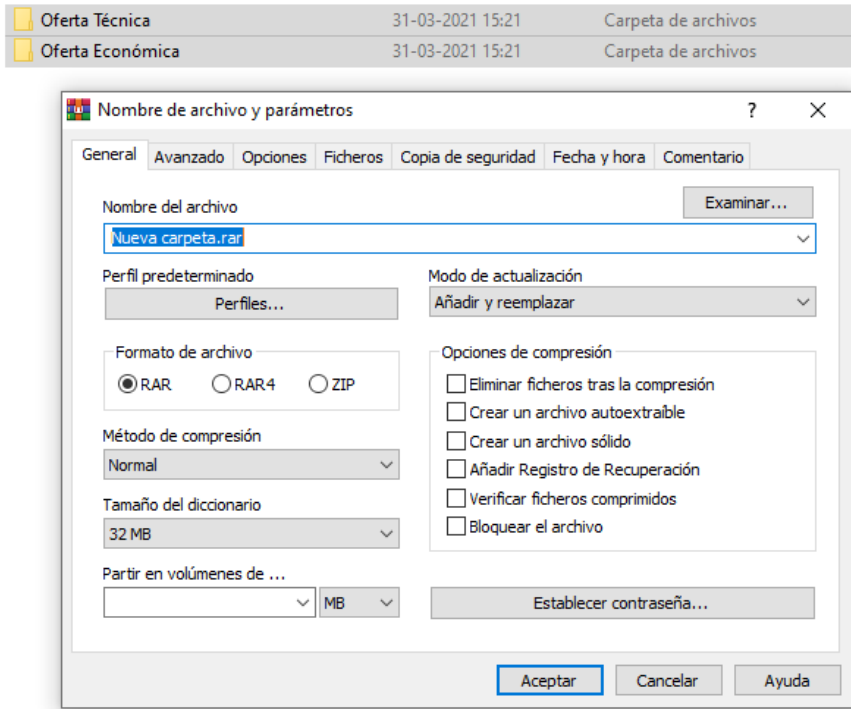 Oferta Técnica 31-03-2021 15:21 Carpeta de archivos
Oferta Económica 31-03-2021 15:21 Carpeta de archivos
Nombre de archivo y parámetros ?
General Avanzado Opciones Ficheros Copia de seguridad Fecha y hora Comentario
Nombre del archivo
Examinar...
Nueva carpeta.rar
Perfil predeterminado
Perfiles...
Modo de actualización
Añadir y reemplazar
Formato de archivo
RAR RAR4 ZIP
Método de compresión
Normal
Tamaño del diccionario
32 MB
Partir en volúmenes de ...
MB
Opciones de compresión
Eliminar ficheros tras la compresión
Crear un archivo autoextraíble
Crear un archivo sólido
Añadir Registro de Recuperación
Verificar ficheros comprimidos
Bloquear el archivo
Establecer contraseña...
Aceptar Cancelar Ayuda